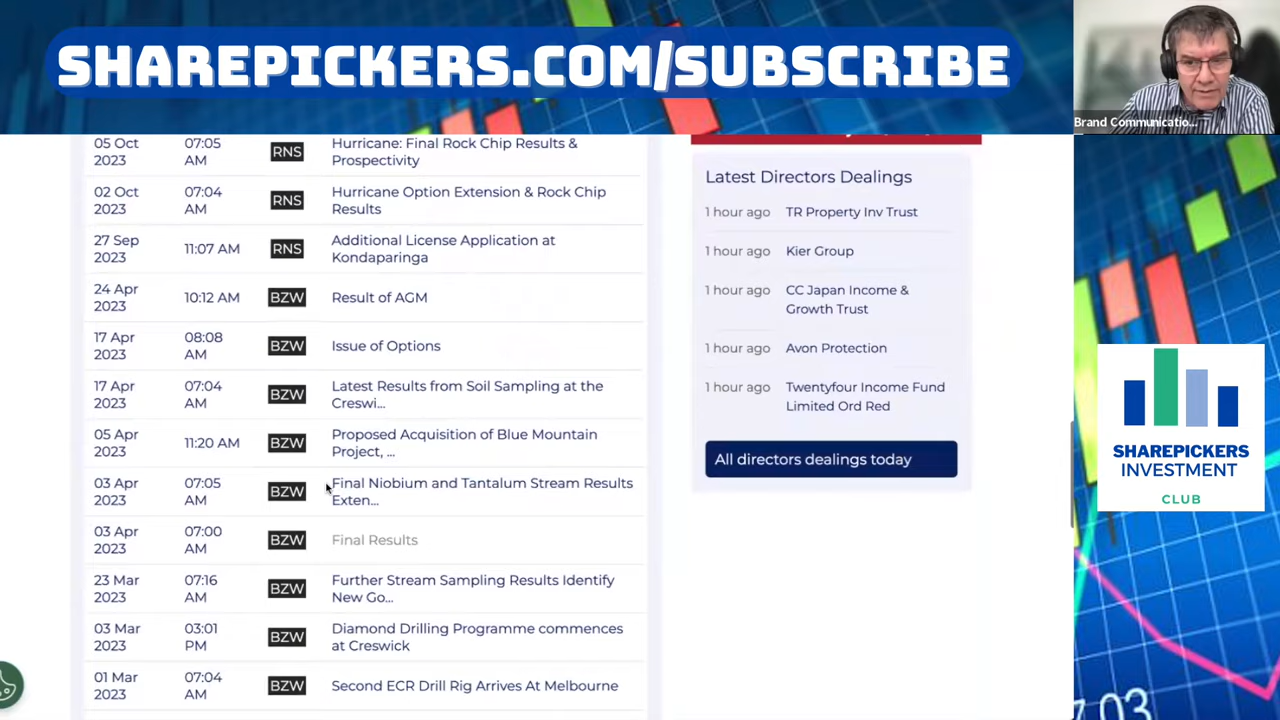 SHAREPICKERS.COM/SUBSCRIBE
Brand Communicatio...
05 Oct 2023 07:05 AM RNS Hurricane: Final Rock Chip Results & Prospectivity
02 Oct 2023 07:04 AM RNS Hurricane Option Extension & Rock Chip Results
27 Sep 2023 11:07 AM RNS Additional License Application at Kondaparinga
24 Apr 2023 10:12 AM BZW Result of AGM
17 Apr 2023 08:08 AM BZW Issue of Options
17 Apr 2023 07:04 AM BZW Latest Results from Soil Sampling at the Creswi...
05 Apr 2023 11:20 AM BZW Proposed Acquisition of Blue Mountain Project, ...
03 Apr 2023 07:05 AM BZW Final Niobium and Tantalum Stream Results Exten...
03 Apr 2023 07:00 AM BZW Final Results
23 Mar 2023 07:16 AM BZW Further Stream Sampling Results Identify New Go...
03 Mar 2023 03:01 PM BZW Diamond Drilling Programme commences at Creswick
01 Mar 2023 07:04 AM BZW Second ECR Drill Rig Arrives At Melbourne
Latest Directors Dealings
1 hour ago TR Property Inv Trust
1 hour ago Kier Group
1 hour ago CC Japan Income & Growth Trust
1 hour ago Avon Protection
1 hour ago Twentyfour Income Fund Limited Ord Red
All directors dealings today
SHAREPICKERS
INVESTMENT
CLUB